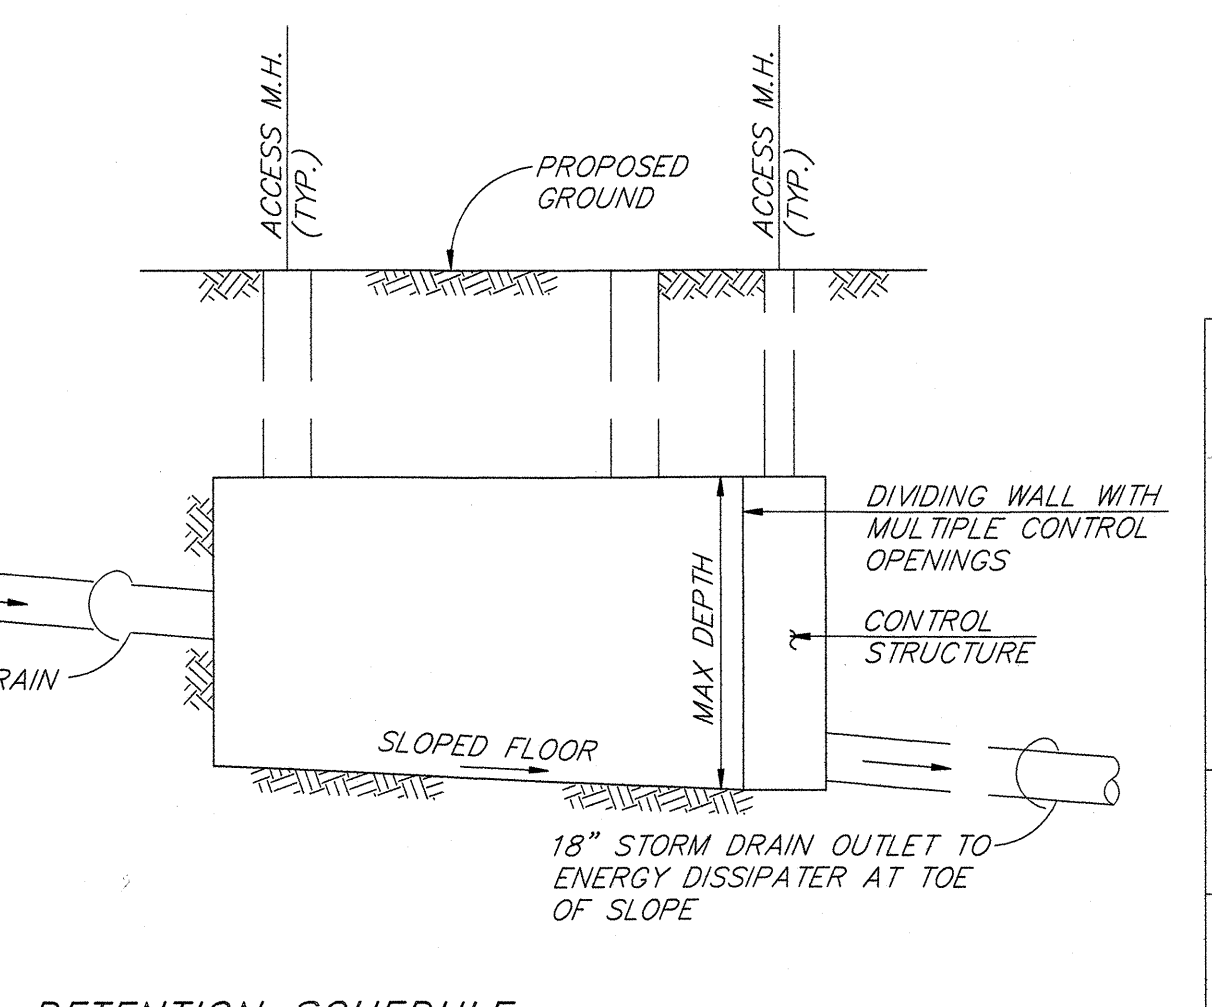 ACCESS M.H.
(TYP.)
ACCESS M.H.
(TYP.)
PROPOSED
GROUND
DIVIDING WALL WITH
MULTIPLE CONTROL
OPENINGS
MAX DEPTH
CONTROL
STRUCTURE
RAIN
SLOPED FLOOR
18" STORM DRAIN OUTLET TO
ENERGY DISSIPATER AT TOE
OF SLOPE